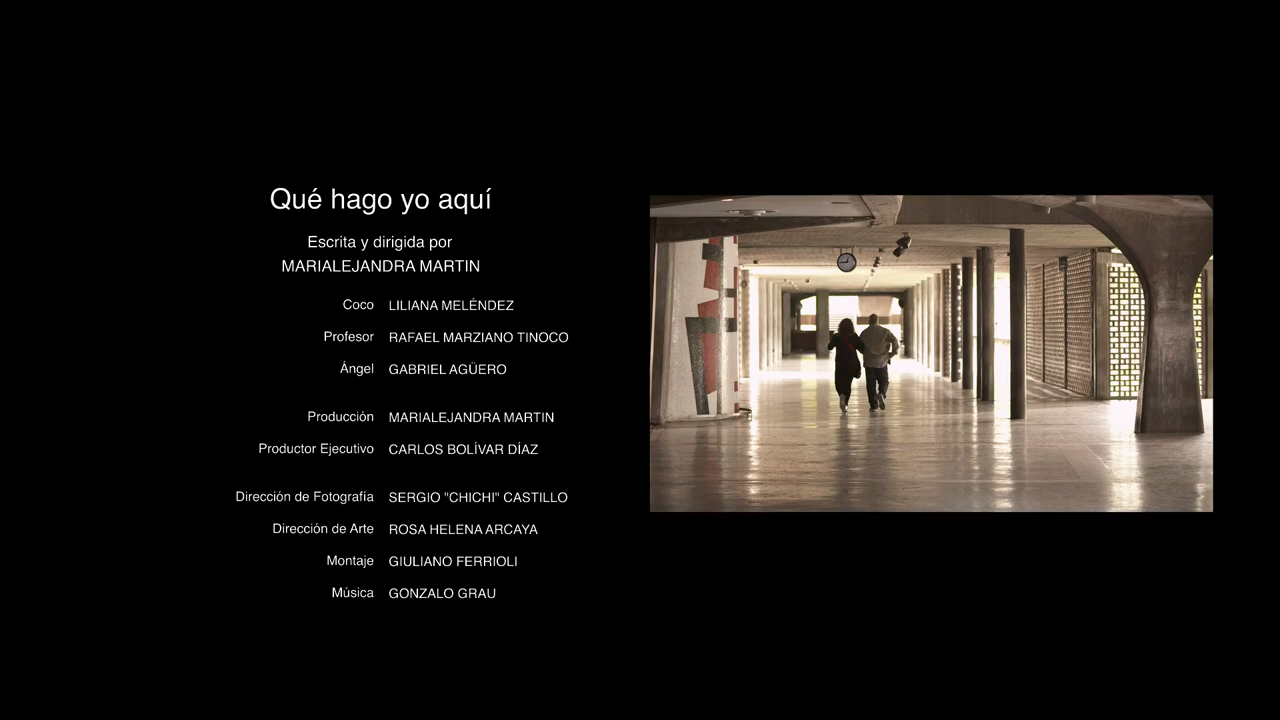 Qué hago yo aquí
Escrita y dirigida por
MARIALEJANDRA MARTIN
Coco LILIANA MELÉNDEZ
Profesor RAFAEL MARZIANO TINOCO
Ángel GABRIEL AGÜERO
Producción MARIALEJANDRA MARTIN
Productor Ejecutivo CARLOS BOLÍVAR DÍAZ
Dirección de Fotografía SERGIO "CHICHI" CASTILLO
Dirección de Arte ROSA HELENA ARCAYA
Montaje GIULIANO FERRIOLI
Música GONZALO GRAU